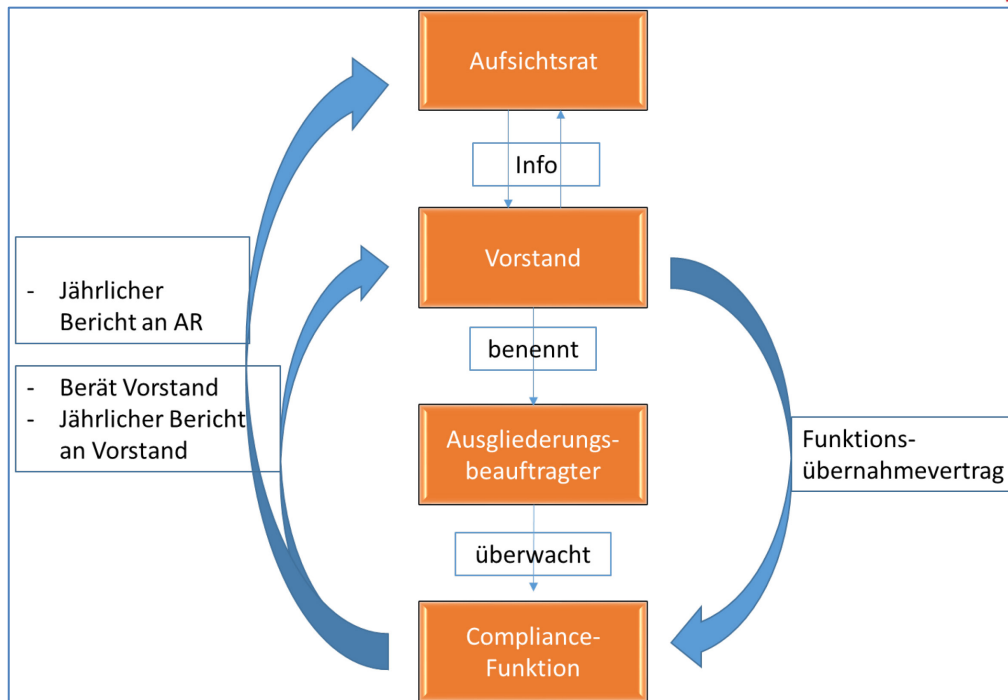 Aufsichtsrat
Info
Vorstand
- Jährlicher
Bericht an AR
benennt
- Berät Vorstand
- Jährlicher Bericht
an Vorstand
Ausgliederungs-
beauftragter
Funktions-
übernahmevertrag
überwacht
Compliance-
Funktion